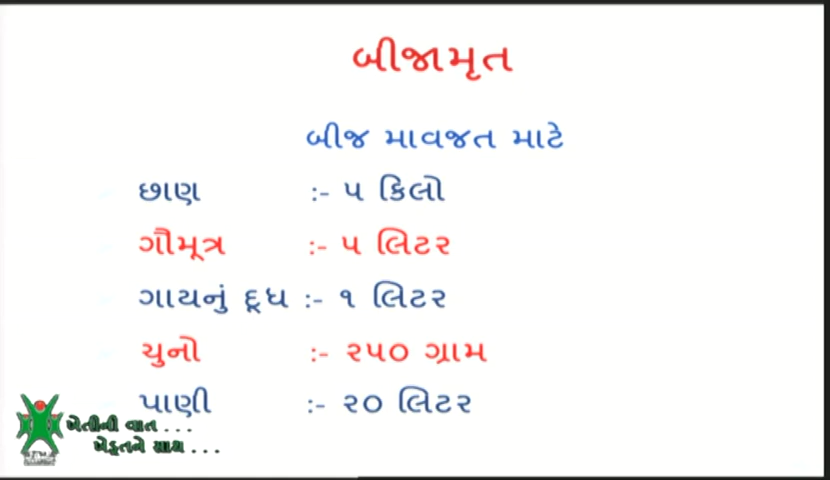 બીજામૃત
બીજ માવજત માટે
છાણ :- ૫ કિલો
ગૌમૂત્ર :- ૫ લિટર
ગાયનું દૂધ :- ૧ લિટર
ચુનો :- ૨૫૦ ગ્રામ
પાણી :- ૨૦ લિટર
ખેતીની વાત ...
ખેડૂતને સાથ ...